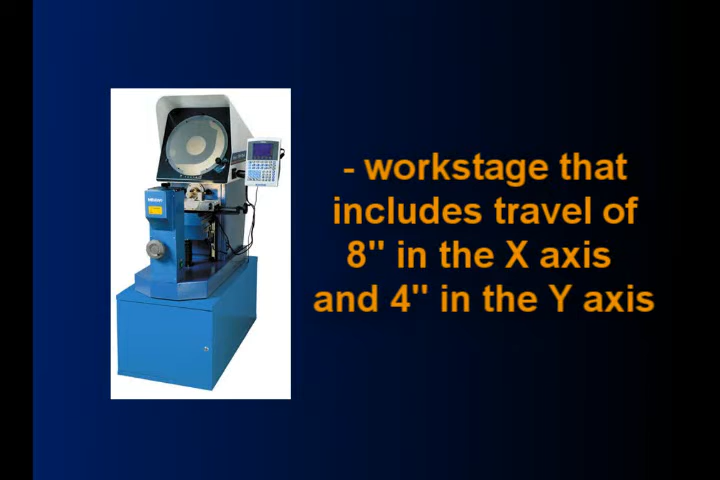 - workstage that
includes travel of
8" in the X axis
and 4" in the Y axis